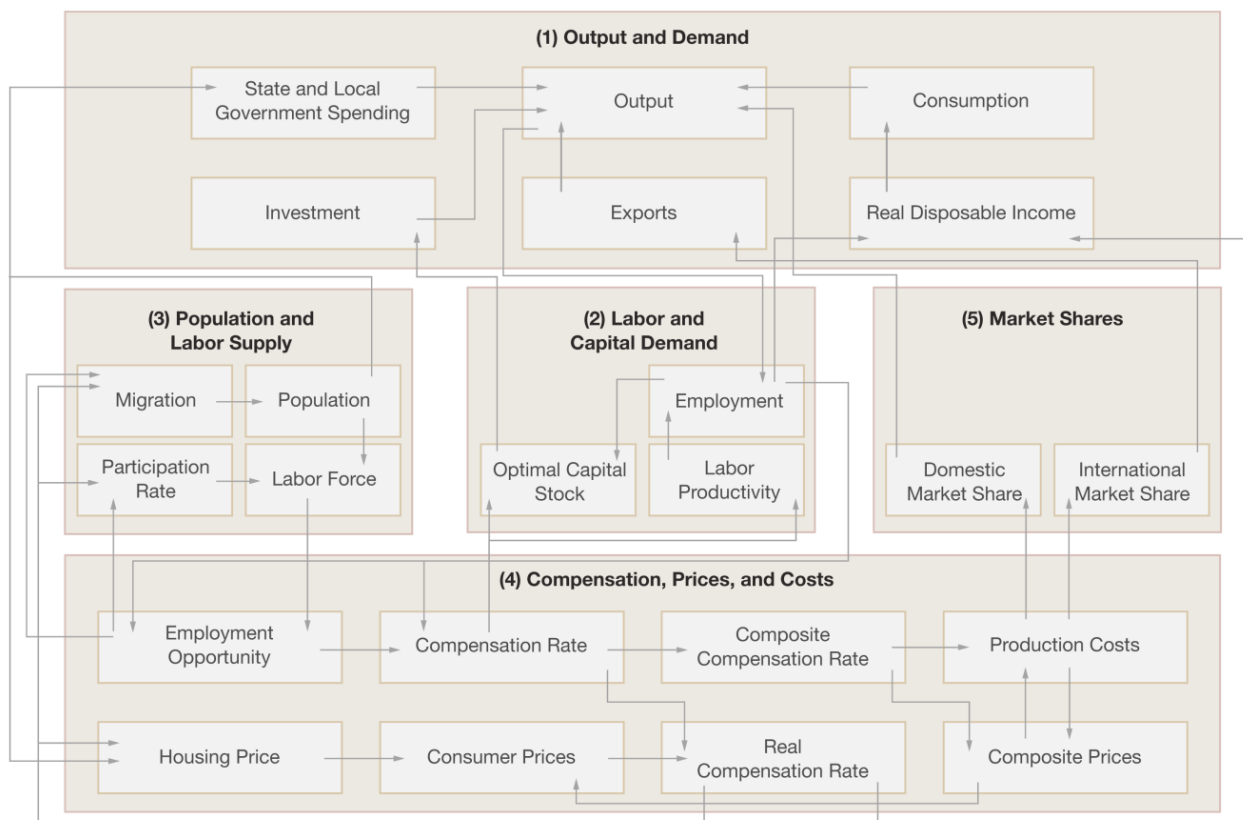 (1) Output and Demand
State and Local
Government Spending
Output
Consumption
Investment
Exports
Real Disposable Income
(3) Population and
Labor Supply
Migration
Population
Participation
Rate
Labor Force
(2) Labor and
Capital Demand
Employment
Optimal Capital
Stock
Labor
Productivity
(5) Market Shares
Domestic
Market Share
International
Market Share
(4) Compensation, Prices, and Costs
Employment
Opportunity
Compensation Rate
Composite
Compensation Rate
Production Costs
Housing Price
Consumer Prices
Real
Compensation Rate
Composite Prices